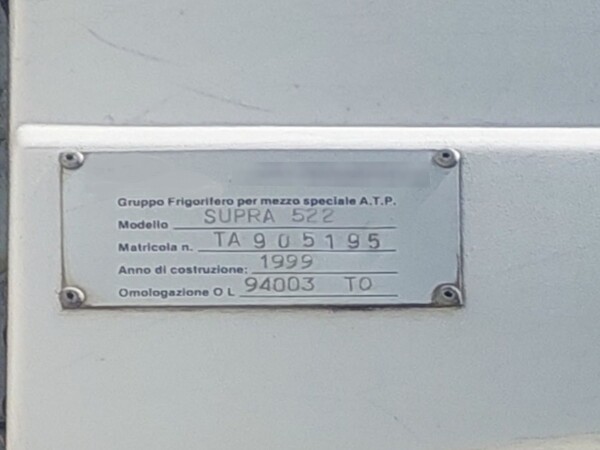 Gruppo Frigorifero per mezzo speciale A.T.P.
Modello SUPRA 522
Matricola n. TA 905195
Anno di costruzione: 1999
Omologazione O L 94003 TO